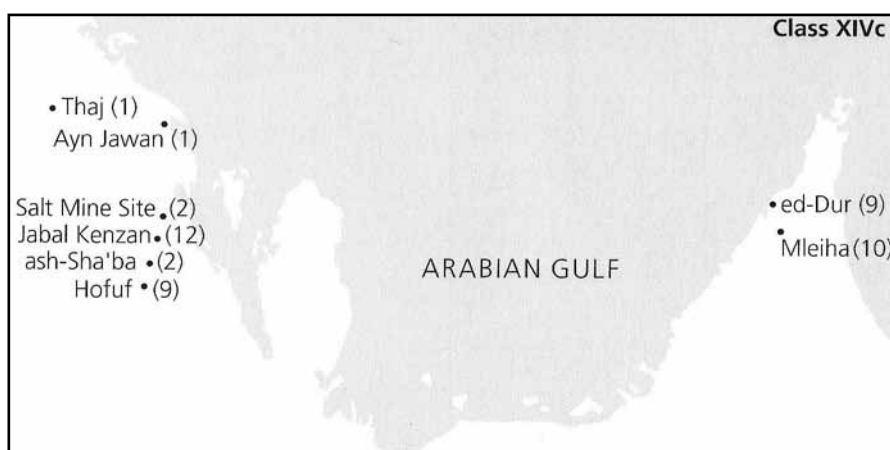 Class XIVc
Thaj (1)
Ayn Jawan (1)
Salt Mine Site (2)
Jabal Kenzan (12)
ash-Sha'ba (2)
Hofuf (9)
ed-Dur (9)
Mleiha (10)
ARABIAN GULF